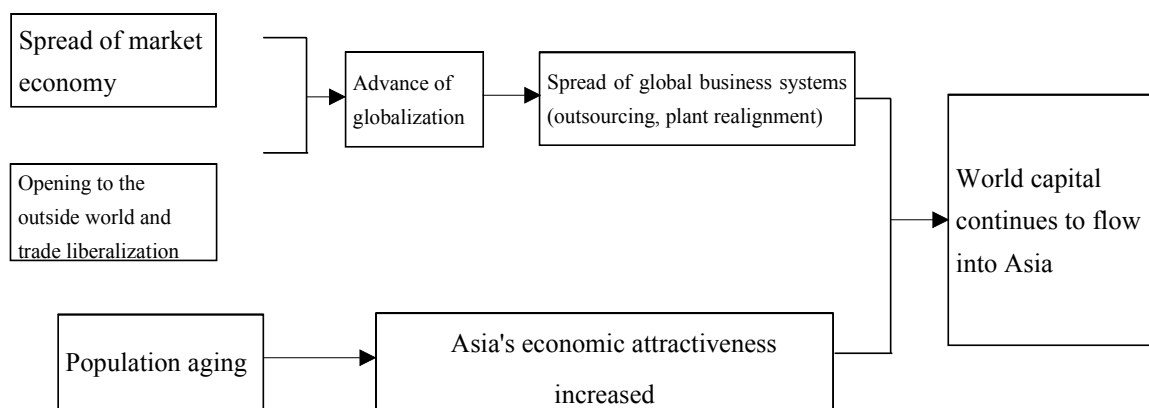 Spread of market
economy
Advance of
globalization
Spread of global business systems
(outsourcing, plant realignment)
Opening to the
outside world and
trade liberalization
World capital
continues to flow
into Asia
Population aging
Asia's economic attractiveness
increased